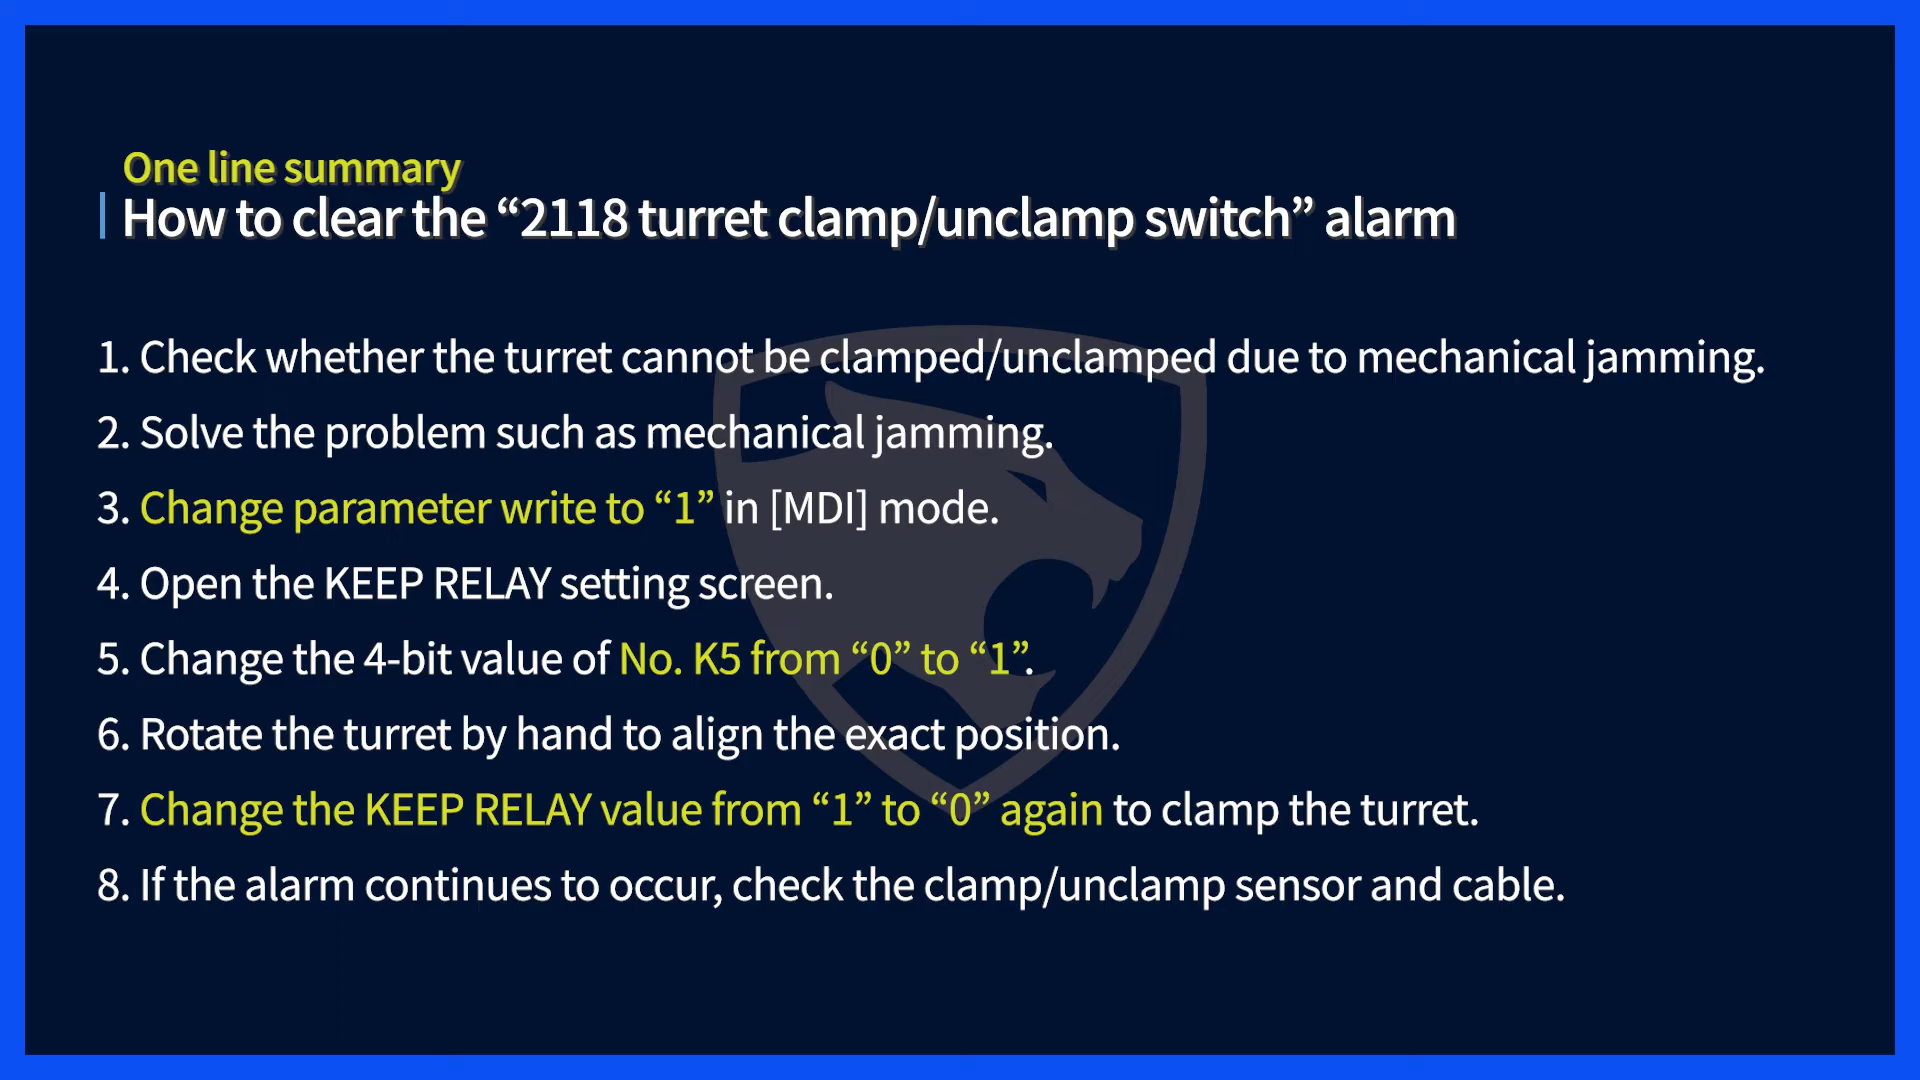 One line summary
How to clear the “2118 turret clamp/unclamp switch” alarm
1. Check whether the turret cannot be clamped/unclamped due to mechanical jamming.
2. Solve the problem such as mechanical jamming.
3. Change parameter write to “1” in [MDI] mode.
4. Open the KEEP RELAY setting screen.
5. Change the 4-bit value of No. K5 from “0” to “1”.
6. Rotate the turret by hand to align the exact position.
7. Change the KEEP RELAY value from “1” to “0” again to clamp the turret.
8. If the alarm continues to occur, check the clamp/unclamp sensor and cable.